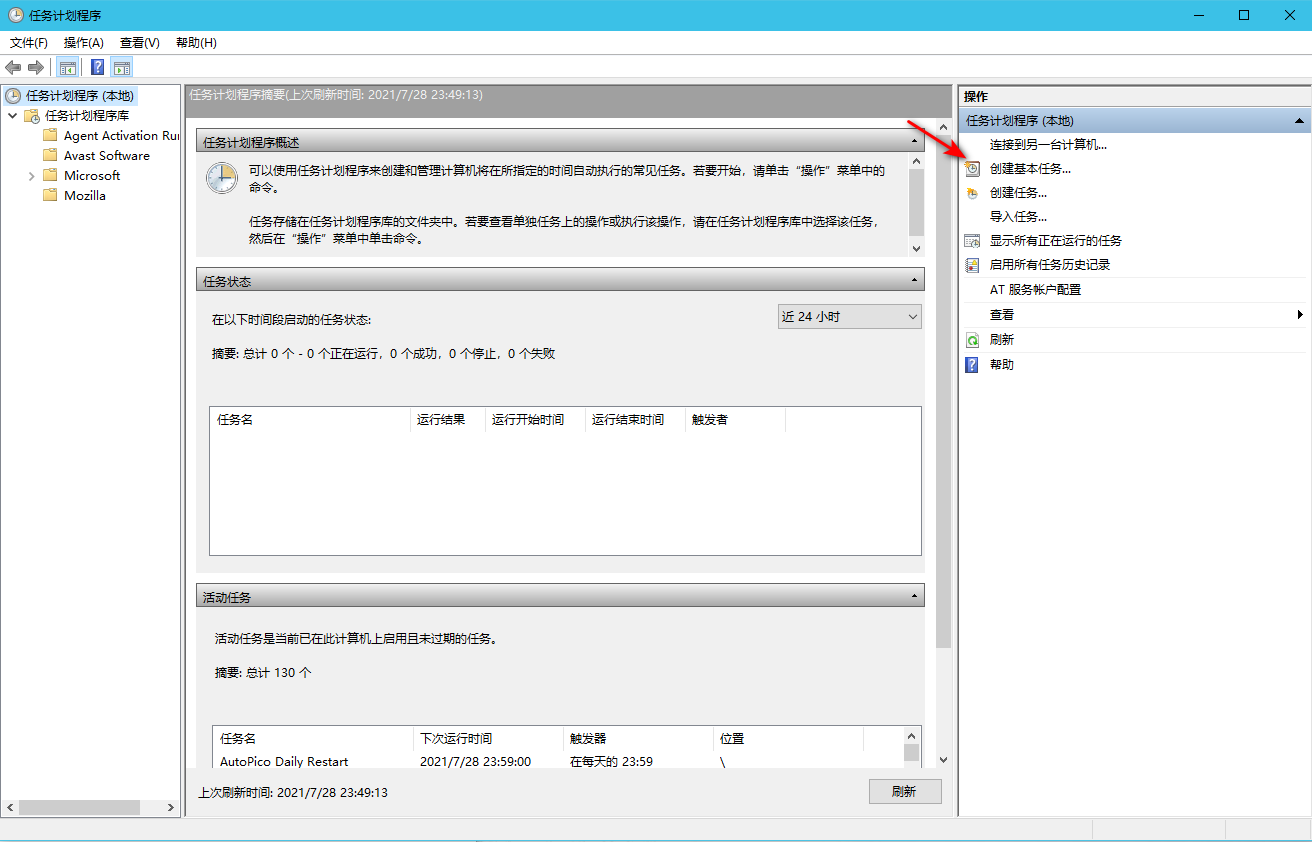 任务计划程序
文件(F) 操作(A) 查看(V) 帮助(H)
任务计划程序 (本地)
任务计划程序库
Agent Activation Ru
Avast Software
Microsoft
Mozilla
任务计划程序摘要(上次刷新时间: 2021/7/28 23:49:13)
任务计划程序概述
可以使用任务计划程序来创建和管理计算机将在所指定的时间自动执行的常见任务。若要开始，请单击“操作”菜单中的
命令。
任务存储在任务计划程序库的文件夹中。若要查看单独任务上的操作或执行该操作，请在任务计划程序库中选择该任务，
然后在“操作”菜单中单击命令。
任务状态
在以下时间段启动的任务状态:
近 24 小时
摘要: 总计 0 个 - 0 个正在运行，0 个成功，0 个停止，0 个失败
任务名 运行结果 运行开始时间 运行结束时间 触发者
活动任务
活动任务是当前已在此计算机上启用且未过期的任务。
摘要: 总计 130 个
任务名 下次运行时间 触发器 位置
AutoPico Daily Restart 2021/7/28 23:59:00 在每天的 23:59 \
上次刷新时间: 2021/7/28 23:49:13
刷新
操作
任务计划程序 (本地)
连接到另一台计算机...
创建基本任务...
创建任务...
导入任务...
显示所有正在运行的任务
启用所有任务历史记录
AT 服务帐户配置
查看
刷新
帮助